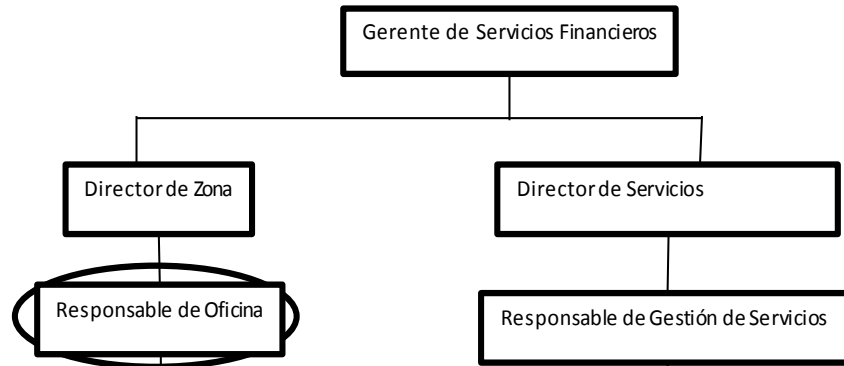 Gerente de Servicios Financieros
Director de Zona
Director de Servicios
Responsable de Oficina
Responsable de Gestión de Servicios